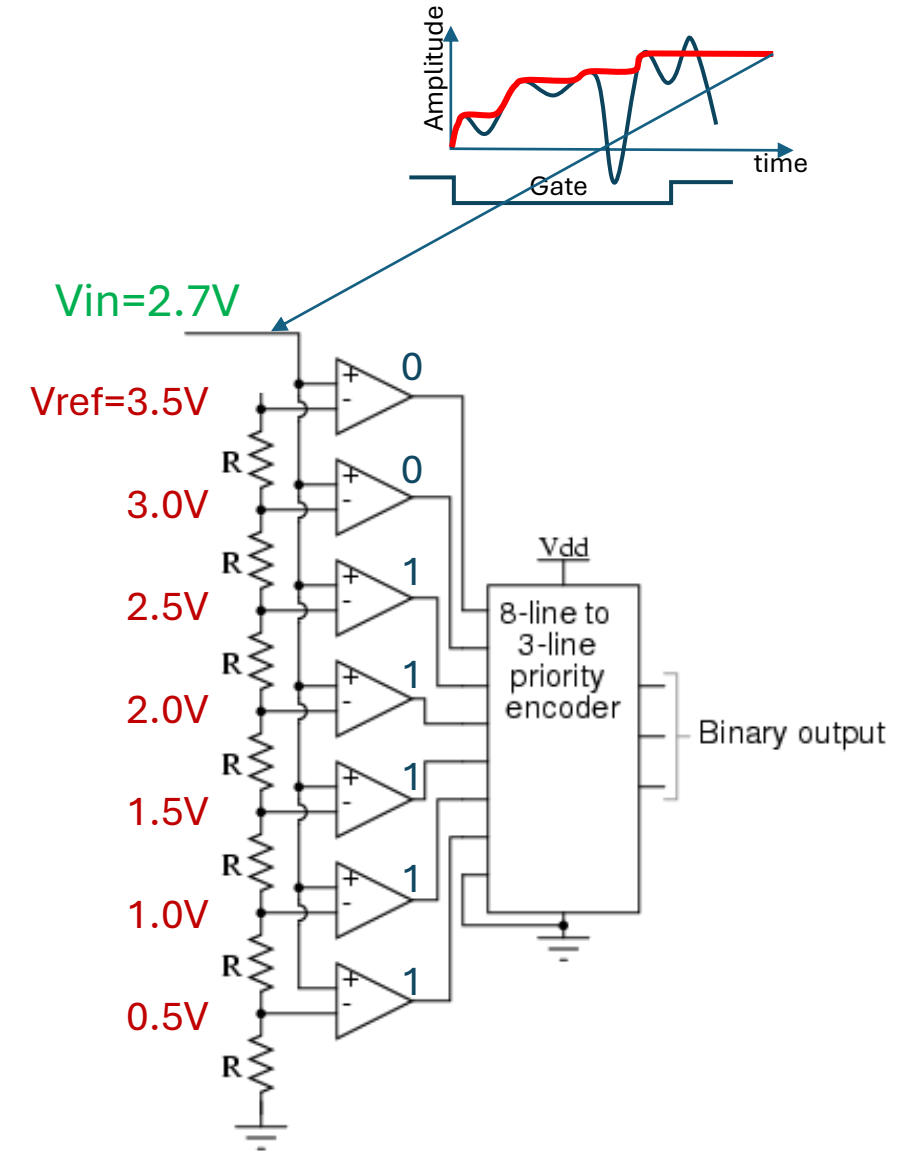 Amplitude
time
Gate
Vin=2.7V
0
+
-
Vref=3.5V
R
0
+
-
3.0V
R
Vdd
1
+
-
2.5V
8-line to
3-line
priority
encoder
R
1
+
-
2.0V
Binary output
R
1
+
-
1.5V
R
1
+
-
1.0V
R
1
+
-
0.5V
R